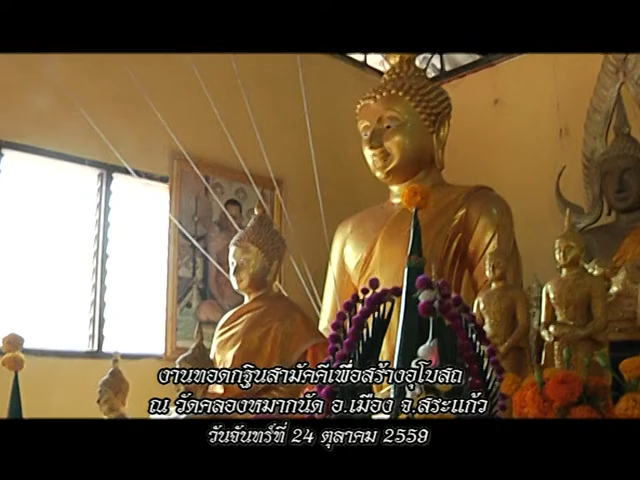 งานทอดกฐินสามัคคีเพื่อสร้างอุโบสถ
ณ วัดคลองหมากนัด อ.เมือง จ.สระแก้ว
วันจันทร์ที่ 24 ตุลาคม 2559